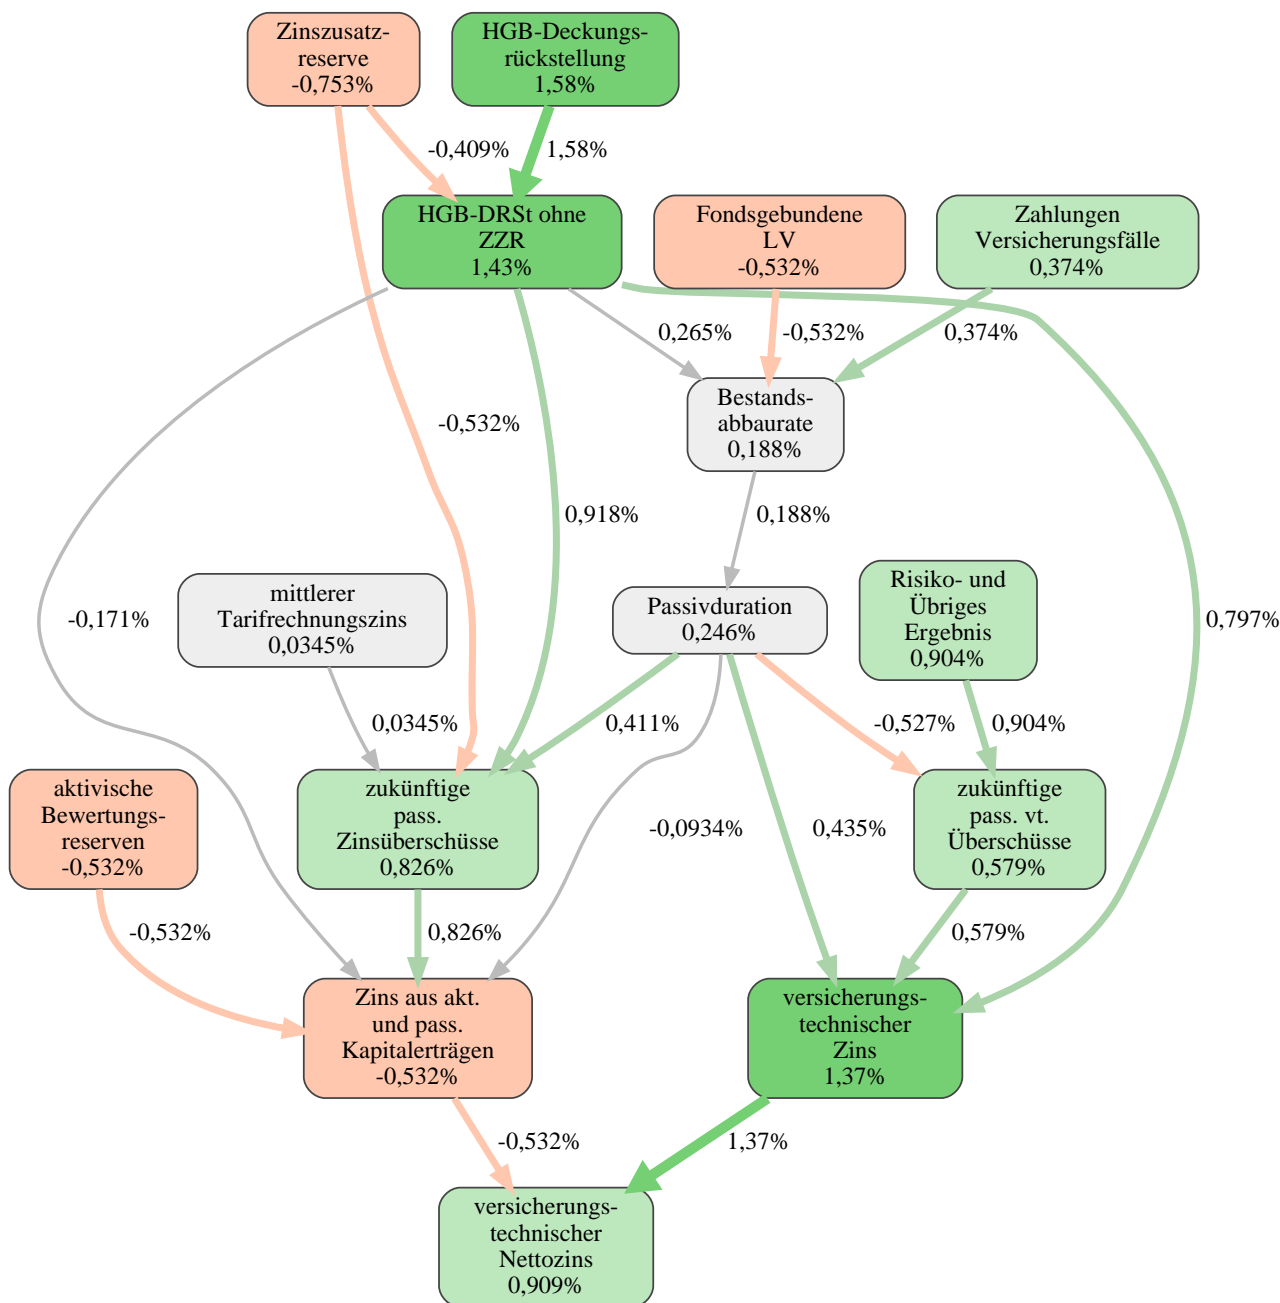 Zinszusatz-
reserve
-0,753%
HGB-Deckungs-
rückstellung
1,58%
-0,409%
1,58%
HGB-DRSt ohne
ZZR
1,43%
Fondsgebundene
LV
-0,532%
Zahlungen
Versicherungsfälle
0,374%
0,265%
-0,532%
0,374%
Bestands-
abbaurate
0,188%
-0,532%
0,918%
0,188%
mittlerer
Tarifrechnungszins
0,0345%
Passivduration
0,246%
Risiko- und
Übriges
Ergebnis
0,904%
-0,171%
0,797%
0,0345%
0,411%
-0,527%
0,904%
aktivische
Bewertungs-
reserven
-0,532%
zukünftige
pass.
Zinsüberschüsse
0,826%
-0,0934%
0,435%
zukünftige
pass. vt.
Überschüsse
0,579%
-0,532%
0,826%
0,579%
Zins aus akt.
und pass.
Kapitalerträgen
-0,532%
versicherungs-
technischer
Zins
1,37%
-0,532%
1,37%
versicherungs-
technischer
Nettozins
0,909%